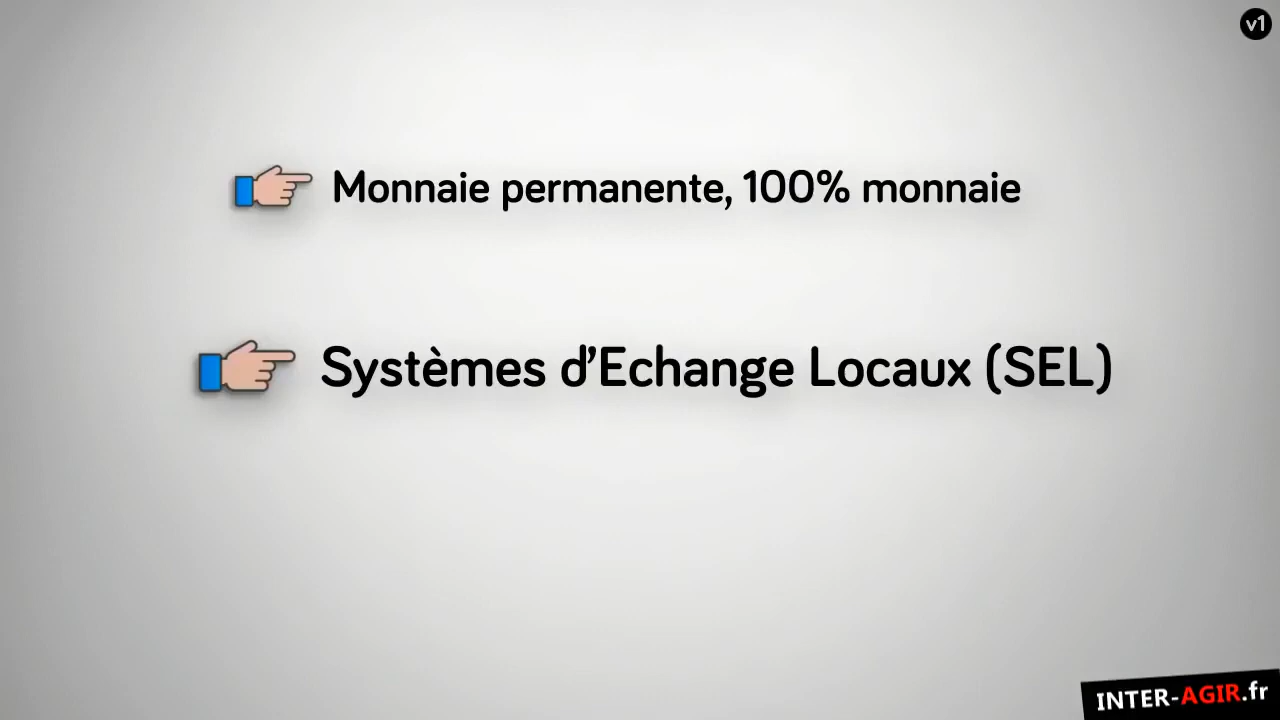 v1
Monnaie permanente, 100% monnaie
Systèmes d’Echange Locaux (SEL)
INTER-AGIR.fr